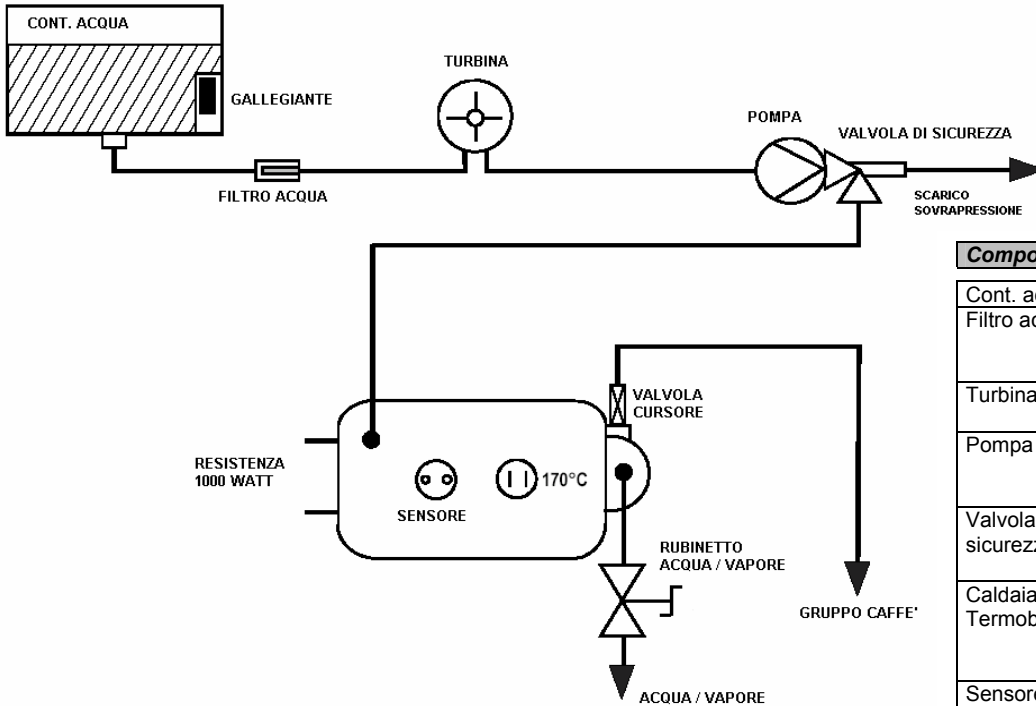 CONT. ACQUA
GALLEGIANTE
FILTRO ACQUA
TURBINA
POMPA
VALVOLA DI SICUREZZA
SCARICO
SOVRAPRESSIONE
VALVOLA
CURSORE
RESISTENZA
1000 WATT
SENSORE
170°C
RUBINETTO
ACQUA / VAPORE
GRUPPO CAFFE'
ACQUA / VAPORE
Compo
Cont. a
Filtro ac
Turbina
Pompa
Valvola
sicurezz
Caldaia
Termob
Sensore